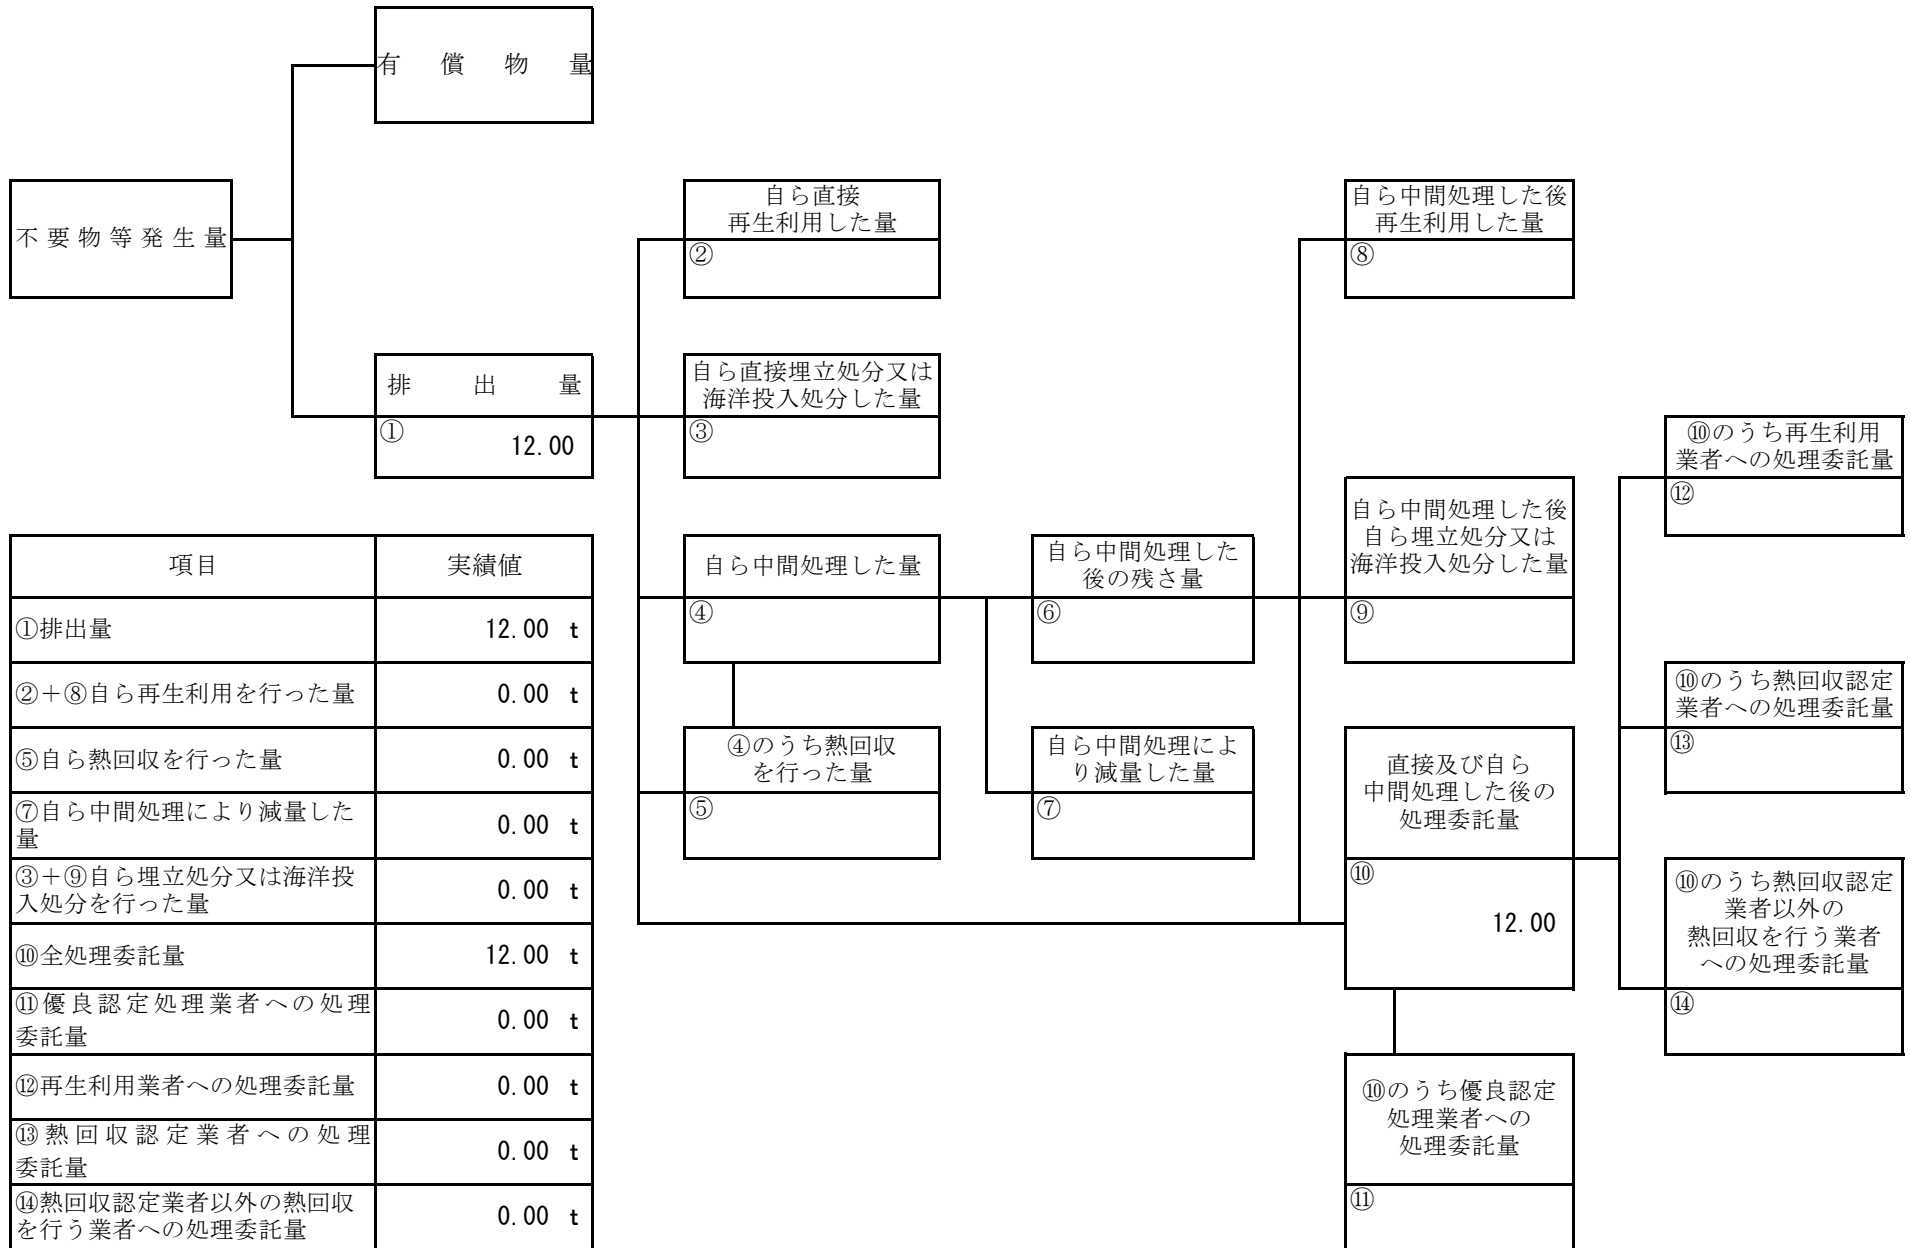 有償物量
不要物等発生量
排出量
①
12.00
自ら直接
再生利用した量
②
自ら直接埋立処分又は
海洋投入処分した量
③
自ら中間処理した量
④
④のうち熱回収
を行った量
⑤
自ら中間処理した
後の残さ量
⑥
自ら中間処理によ
り減量した量
⑦
自ら中間処理した後
再生利用した量
⑧
自ら中間処理した後
自ら埋立処分又は
海洋投入処分した量
⑨
直接及び自ら
中間処理した後の
処理委託量
⑩
12.00
⑩のうち優良認定
処理業者への
処理委託量
⑪
⑩のうち再生利用
業者への処理委託量
⑫
⑩のうち熱回収認定
業者への処理委託量
⑬
⑩のうち熱回収認定
業者以外の
熱回収を行う業者
への処理委託量
⑭
項目 実績値
①排出量 12.00 t
②+⑧自ら再生利用を行った量 0.00 t
⑤自ら熱回収を行った量 0.00 t
⑦自ら中間処理により減量した
量 0.00 t
③+⑨自ら埋立処分又は海洋投
入処分を行った量 0.00 t
⑩全処理委託量 12.00 t
⑪優良認定処理業者への処理
委託量 0.00 t
⑫再生利用業者への処理委託量 0.00 t
⑬熱回収認定業者への処理
委託量 0.00 t
⑭熱回収認定業者以外の熱回収
を行う業者への処理委託量 0.00 t